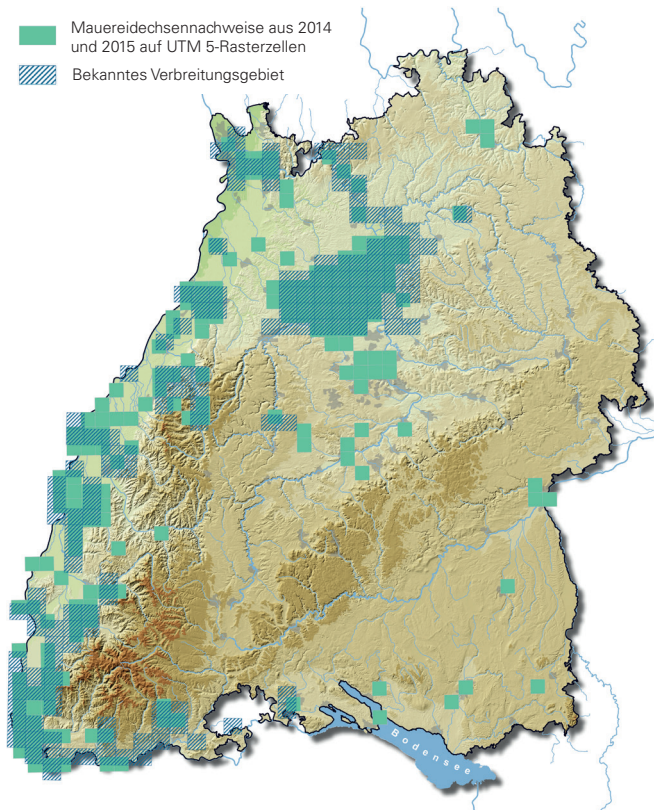 Mauereidechsennachweise aus 2014
und 2015 auf UTM 5-Rasterzellen
Bekanntes Verbreitungsgebiet
Bodensee